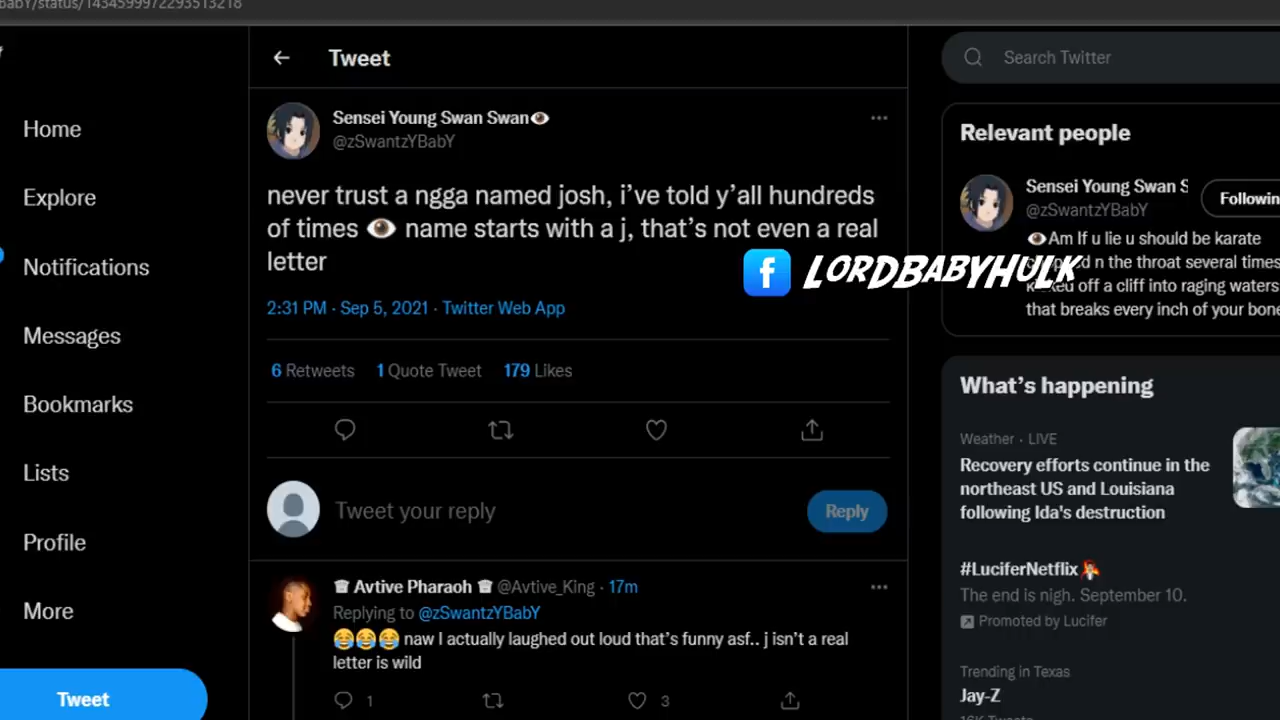 baby/status/1434599972293513218
Tweet
Search Twitter
Home
Explore
Notifications
Messages
Bookmarks
Lists
Profile
More
Tweet
Sensei Young Swan Swan👁
@zSwantzYBabY
never trust a ngga named josh, i’ve told y’all hundreds
of times 👁 name starts with a j, that’s not even a real
letter
2:31 PM · Sep 5, 2021 · Twitter Web App
6 Retweets 1 Quote Tweet 179 Likes
Tweet your reply
Reply
♛ Avtive Pharaoh ♛ @Avtive_King · 17m
Replying to @zSwantzYBabY
😂😂😂 naw I actually laughed out loud that’s funny asf.. j isn’t a real
letter is wild
1
3
LORDBABYHULK
Relevant people
Sensei Young Swan S
@zSwantzYBabY
Followin
👁Am If u lie u should be karate
n the throat several times
off a cliff into raging waters
that breaks every inch of your bone
What’s happening
Weather · LIVE
Recovery efforts continue in the
northeast US and Louisiana
following Ida's destruction
#LuciferNetflix
The end is nigh. September 10.
Promoted by Lucifer
Trending in Texas
Jay-Z